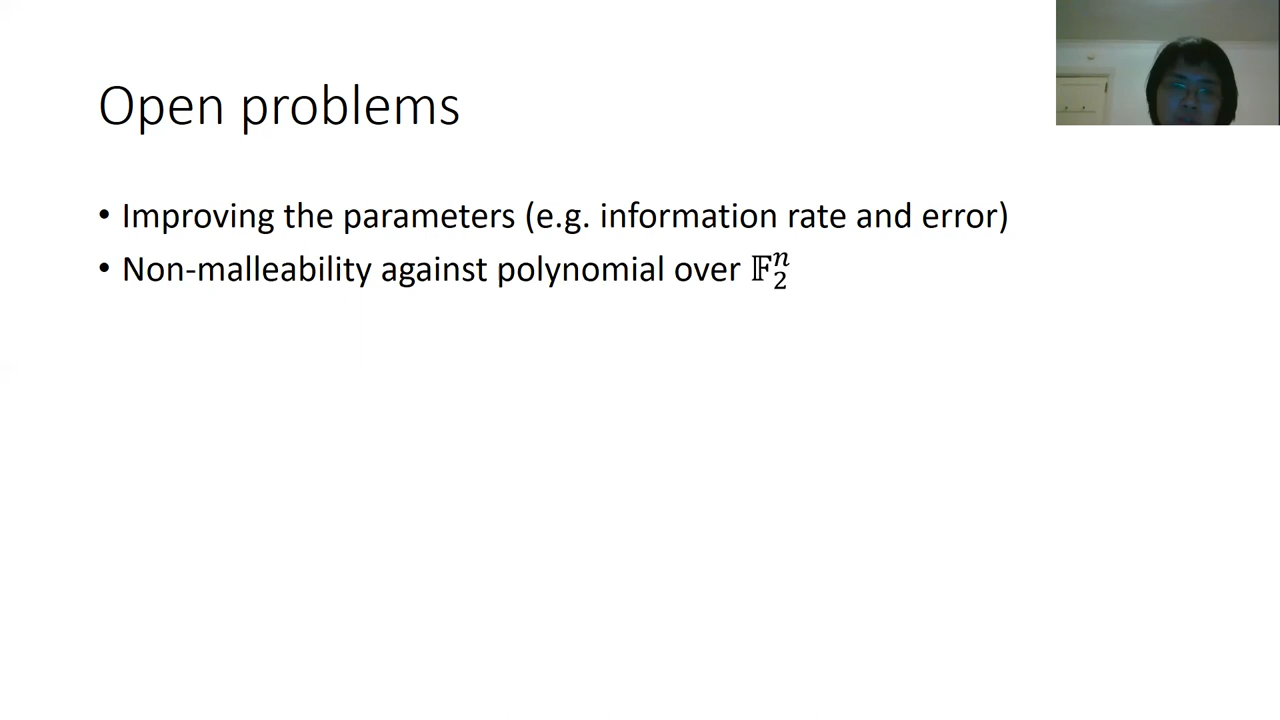 Open problems
• Improving the parameters (e.g. information rate and error)
• Non-malleability against polynomial over 𝔽₂ⁿ